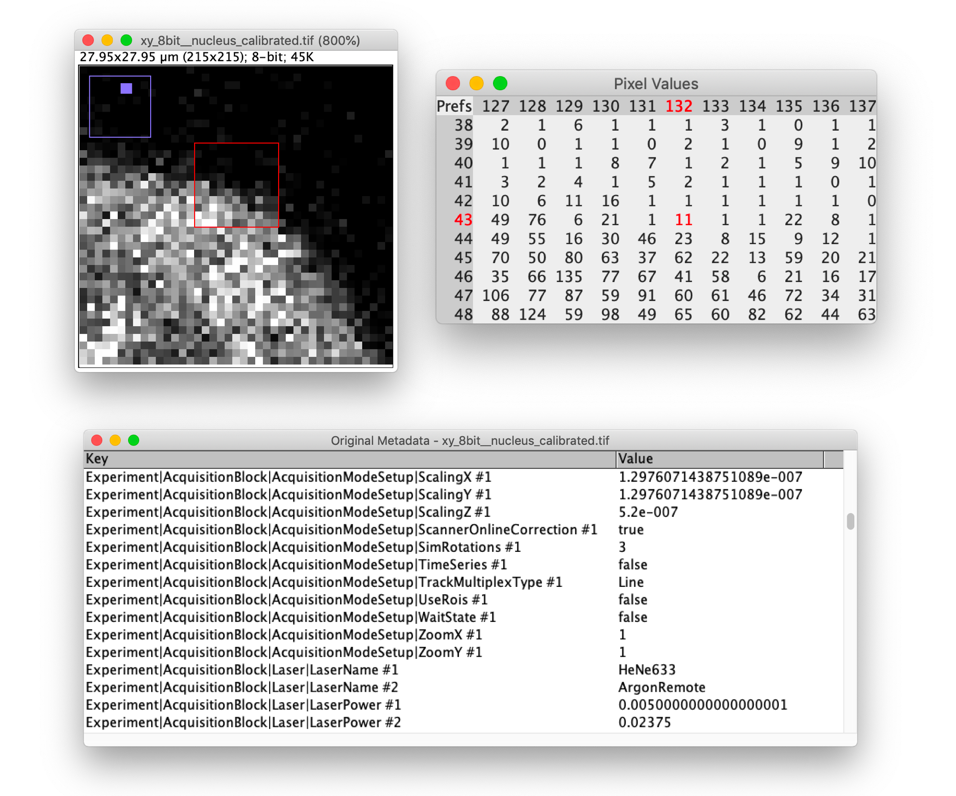 xy_8bit__nucleus_calibrated.tif (800%)
27.95x27.95 µm (215x215); 8-bit; 45K
Pixel Values
Prefs 127 128 129 130 131 132 133 134 135 136 137
38 2 1 6 1 1 1 3 1 0 1 1
39 10 0 1 1 0 2 1 0 9 1 2
40 1 1 1 8 7 1 2 1 5 9 10
41 3 2 4 1 5 2 1 1 1 0 1
42 10 6 11 16 1 1 1 1 1 1 0
43 49 76 6 21 1 11 1 1 22 8 1
44 49 55 16 30 46 23 8 15 9 12 1
45 70 50 80 63 37 62 22 13 59 20 21
46 35 66 135 77 67 41 58 6 21 16 17
47 106 77 87 59 91 60 61 46 72 34 31
48 88 124 59 98 49 65 60 82 62 44 63
Original Metadata - xy_8bit__nucleus_calibrated.tif
Key Value
Experiment|AcquisitionBlock|AcquisitionModeSetup|ScalingX #1 1.2976071438751089e-007
Experiment|AcquisitionBlock|AcquisitionModeSetup|ScalingY #1 1.2976071438751089e-007
Experiment|AcquisitionBlock|AcquisitionModeSetup|ScalingZ #1 5.2e-007
Experiment|AcquisitionBlock|AcquisitionModeSetup|ScannerOnlineCorrection #1 true
Experiment|AcquisitionBlock|AcquisitionModeSetup|SimRotations #1 3
Experiment|AcquisitionBlock|AcquisitionModeSetup|TimeSeries #1 false
Experiment|AcquisitionBlock|AcquisitionModeSetup|TrackMultiplexType #1 Line
Experiment|AcquisitionBlock|AcquisitionModeSetup|UseRois #1 false
Experiment|AcquisitionBlock|AcquisitionModeSetup|WaitState #1 false
Experiment|AcquisitionBlock|AcquisitionModeSetup|ZoomX #1 1
Experiment|AcquisitionBlock|AcquisitionModeSetup|ZoomY #1 1
Experiment|AcquisitionBlock|Laser|LaserName #1 HeNe633
Experiment|AcquisitionBlock|Laser|LaserName #2 ArgonRemote
Experiment|AcquisitionBlock|Laser|LaserPower #1 0.0050000000000000001
Experiment|AcquisitionBlock|Laser|LaserPower #2 0.02375